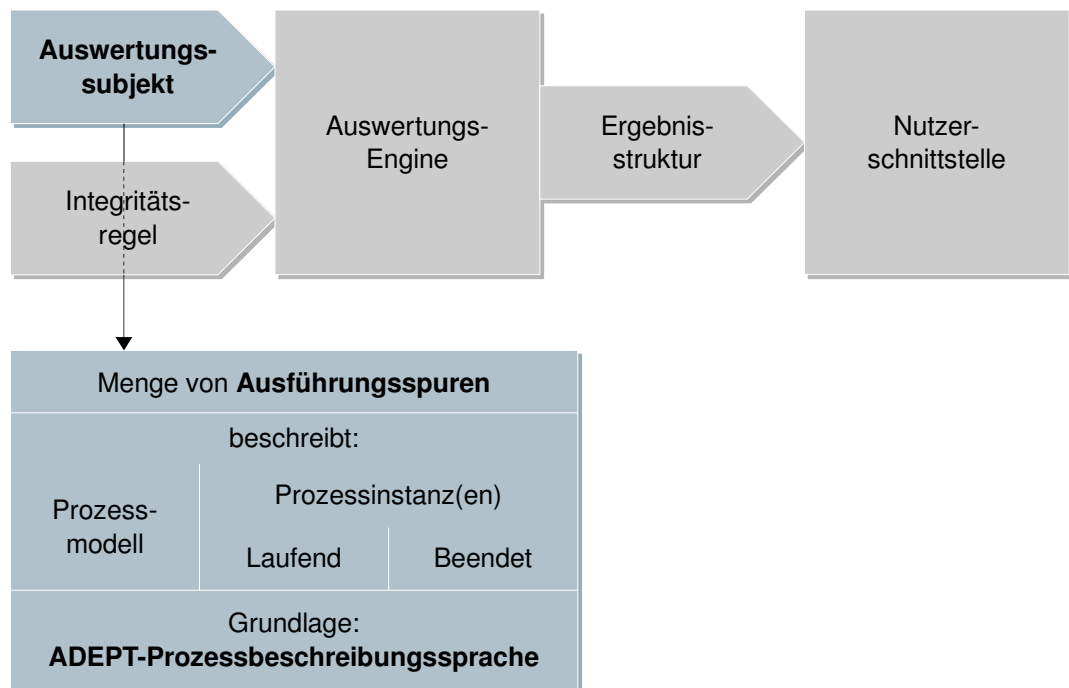 Auswertungs-
subjekt
Integritäts-
regel
Auswertungs-
Engine
Ergebnis-
struktur
Nutzer-
schnittstelle
Menge von Ausführungsspuren
beschreibt:
Prozess-
modell
Prozessinstanz(en)
Laufend
Beendet
Grundlage:
ADEPT-Prozessbeschreibungssprache